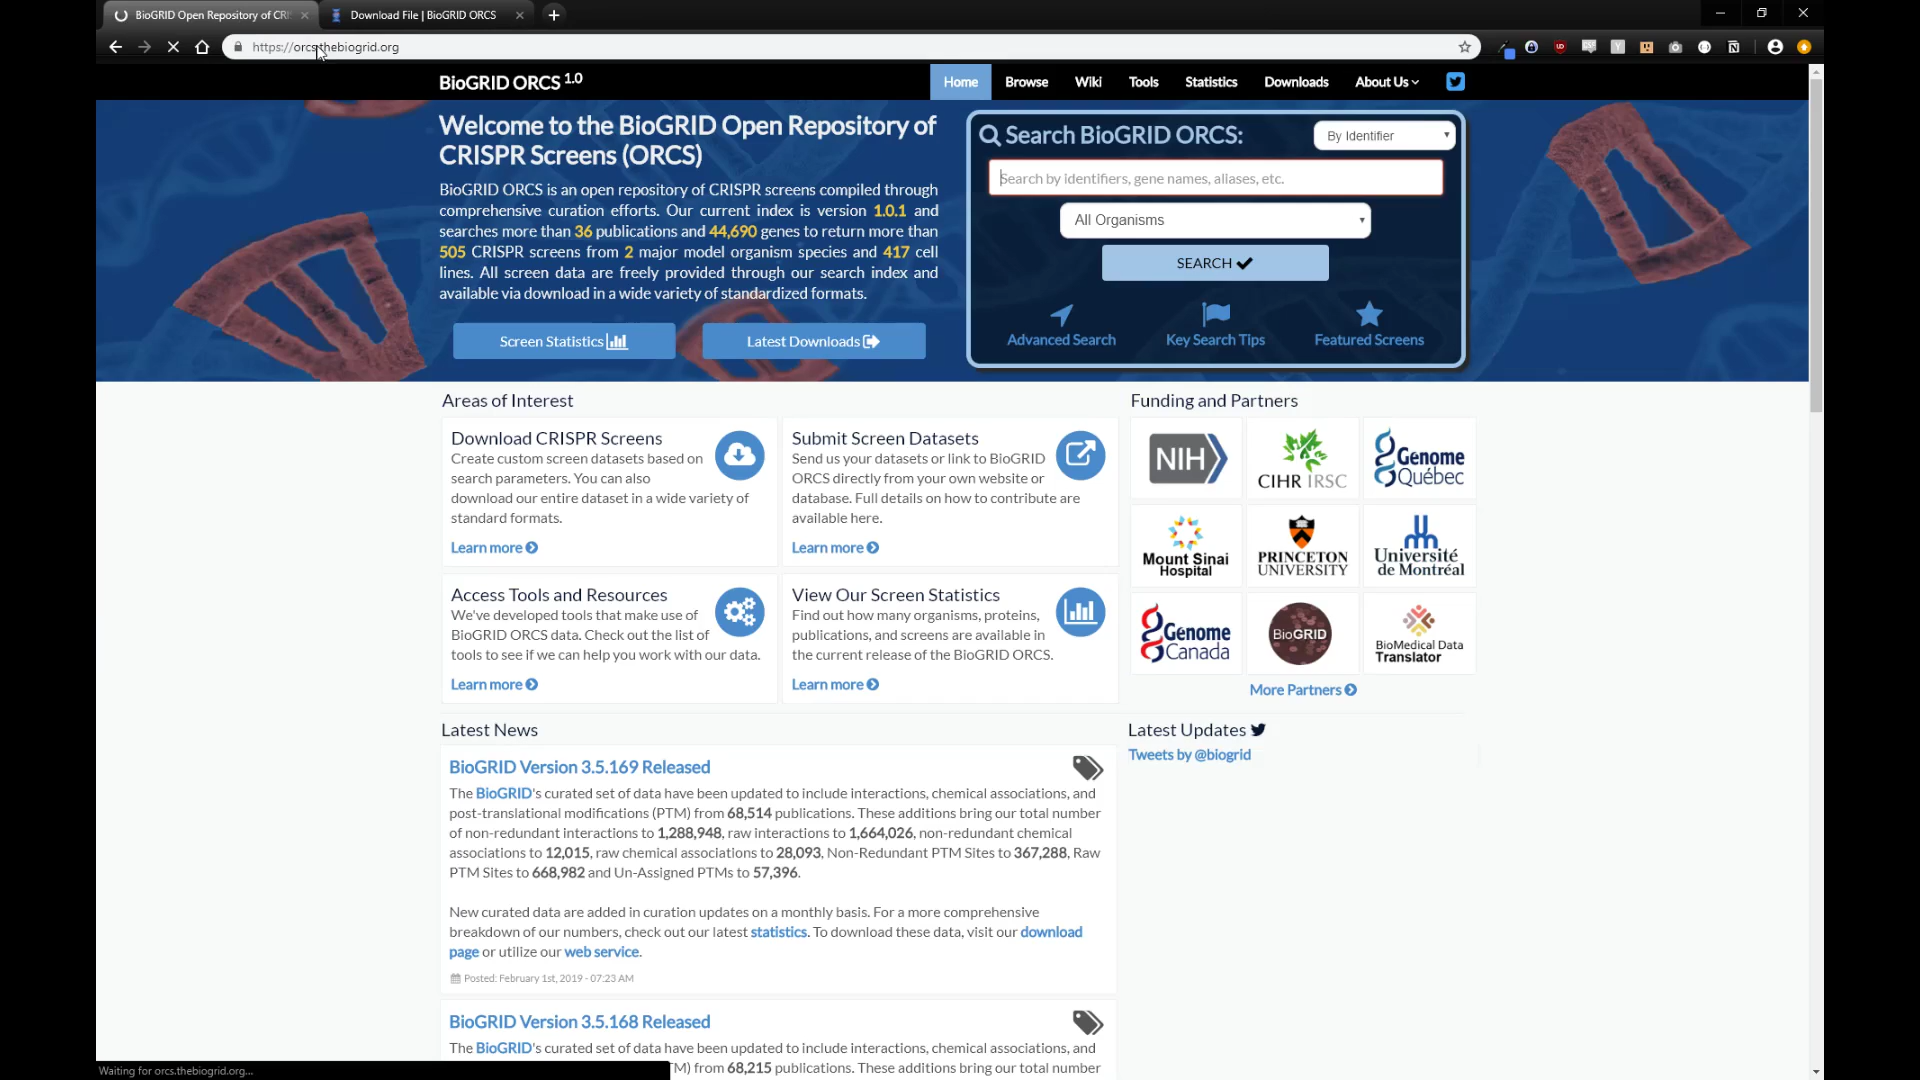 BioGRID Open Repository of CRI
Download File | BioGRID ORCS
https://orcs.thebiogrid.org
BioGRID ORCS 1.0
Home
Browse
Wiki
Tools
Statistics
Downloads
About Us
Welcome to the BioGRID Open Repository of
CRISPR Screens (ORCS)
BioGRID ORCS is an open repository of CRISPR screens compiled through
comprehensive curation efforts. Our current index is version 1.0.1 and
searches more than 36 publications and 44,690 genes to return more than
505 CRISPR screens from 2 major model organism species and 417 cell
lines. All screen data are freely provided through our search index and
available via download in a wide variety of standardized formats.
Screen Statistics
Latest Downloads
Search BioGRID ORCS:
By Identifier
Search by identifiers, gene names, aliases, etc.
All Organisms
SEARCH
Advanced Search
Key Search Tips
Featured Screens
Areas of Interest
Download CRISPR Screens
Create custom screen datasets based on
search parameters. You can also
download our entire dataset in a wide variety of
standard formats.
Learn more
Submit Screen Datasets
Send us your datasets or link to BioGRID
ORCS directly from your own website or
database. Full details on how to contribute are
available here.
Learn more
Access Tools and Resources
We've developed tools that make use of
BioGRID ORCS data. Check out the list of
tools to see if we can help you work with our data.
Learn more
View Our Screen Statistics
Find out how many organisms, proteins,
publications, and screens are available in
the current release of the BioGRID ORCS.
Learn more
Funding and Partners
NIH
CIHR IRSC
Genome
Québec
Mount Sinai
Hospital
PRINCETON
UNIVERSITY
Université
de Montréal
Genome
Canada
BioGRID
BioMedical Data
Translator
More Partners
Latest News
BioGRID Version 3.5.169 Released
The BioGRID's curated set of data have been updated to include interactions, chemical associations, and
post-translational modifications (PTM) from 68,514 publications. These additions bring our total number
of non-redundant interactions to 1,288,948, raw interactions to 1,664,026, non-redundant chemical
associations to 12,015, raw chemical associations to 28,093, Non-Redundant PTM Sites to 367,288, Raw
PTM Sites to 668,982 and Un-Assigned PTMs to 57,396.
New curated data are added in curation updates on a monthly basis. For a more comprehensive
breakdown of our numbers, check out our latest statistics. To download these data, visit our download
page or utilize our web service.
Posted: February 1st, 2019 - 07:23 AM
BioGRID Version 3.5.168 Released
The BioGRID's curated set of data have been updated to include interactions, chemical associations, and
TM) from 68,215 publications. These additions bring our total number
Latest Updates
Tweets by @biogrid
Waiting for orcs.thebiogrid.org...